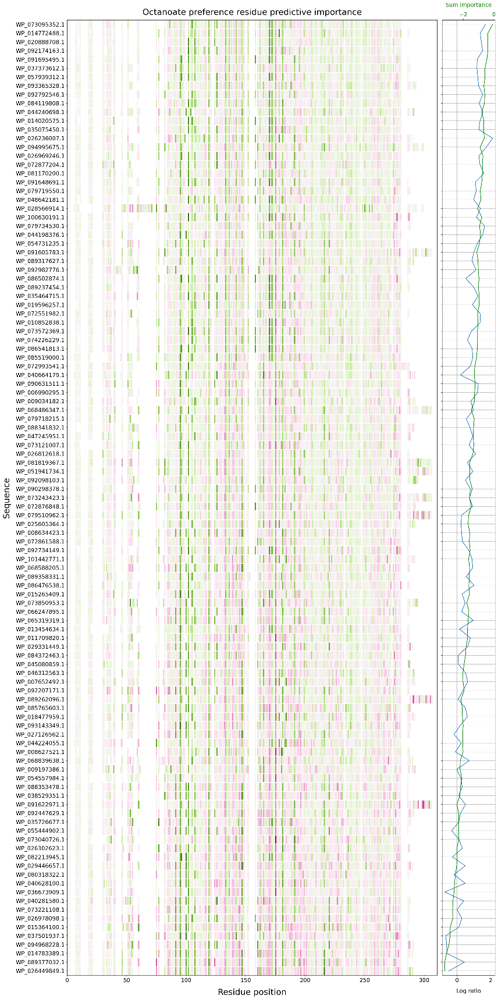 Sum importance
−2 0
Octanoate preference residue predictive importance
WP_073095352.1
WP_014772488.1
WP_020888708.1
WP_092174163.1
WP_091695495.1
WP_037373612.1
WP_057939312.1
WP_093365328.1
WP_092792546.1
WP_084119808.1
WP_044240698.1
WP_014020575.1
WP_035075450.1
WP_026236007.1
WP_094995675.1
WP_026969246.1
WP_072877204.1
WP_081170200.1
WP_091648691.1
WP_079719550.1
WP_048642181.1
WP_028566914.1
WP_100630191.1
WP_079734530.1
WP_044198376.1
WP_054731235.1
WP_091605783.1
WP_089317627.1
WP_092982776.1
WP_086502874.1
WP_089237454.1
WP_035464715.1
WP_019596257.1
WP_072551982.1
WP_010852838.1
WP_073572369.1
WP_074226229.1
WP_086541813.1
WP_085519000.1
WP_072993541.1
WP_040664179.1
WP_090631511.1
WP_006990295.1
WP_009034182.1
WP_068486347.1
WP_079718215.1
WP_088341832.1
WP_047245951.1
WP_073121007.1
WP_026812618.1
WP_081819367.1
WP_051941734.1
WP_092098103.1
WP_090298378.1
WP_073243423.1
WP_072876848.1
WP_079510962.1
WP_025605364.1
WP_008634423.1
WP_072861588.1
WP_092734149.1
WP_101442771.1
WP_068588205.1
WP_089358331.1
WP_086476538.1
WP_015265409.1
WP_073850953.1
WP_066247895.1
WP_065319319.1
WP_013454634.1
WP_011709820.1
WP_029331449.1
WP_084372463.1
WP_045080859.1
WP_046312563.1
WP_007652492.1
WP_092207171.1
WP_089262096.1
WP_085765603.1
WP_018477959.1
WP_093143349.1
WP_027126562.1
WP_044224055.1
WP_008627521.1
WP_068839638.1
WP_009197386.1
WP_054557984.1
WP_088353478.1
WP_038529351.1
WP_091622971.1
WP_092447629.1
WP_035726677.1
WP_055444902.1
WP_073040726.1
WP_026302623.1
WP_082213945.1
WP_029446657.1
WP_080318322.1
WP_040628100.1
WP_036673909.1
WP_040281580.1
WP_073221108.1
WP_026978098.1
WP_015364100.1
WP_037501937.1
WP_094968228.1
WP_014783389.1
WP_089377032.1
WP_026449849.1
Sequence
0 50 100 150 200 250 300
Residue position
0 2
Log ratio